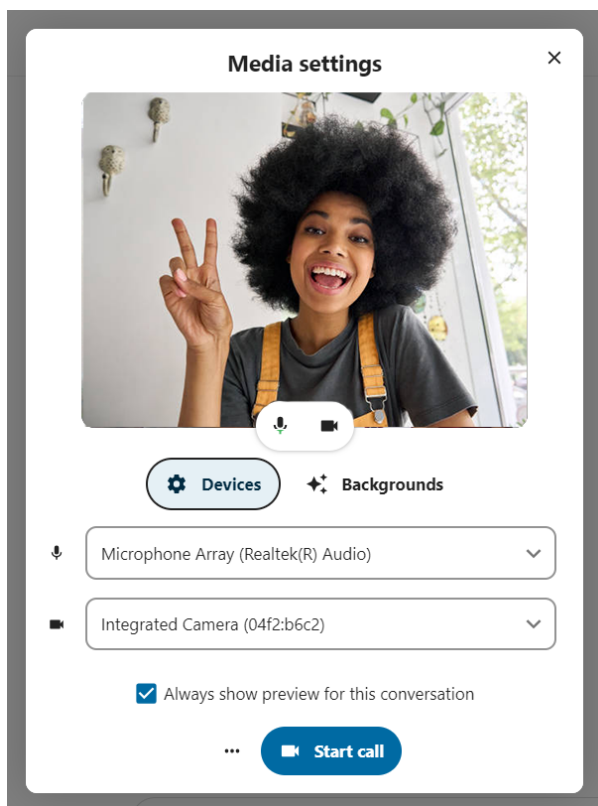 Media settings
Devices
Backgrounds
Microphone Array (Realtek(R) Audio)
Integrated Camera (04f2:b6c2)
Always show preview for this conversation
Start call